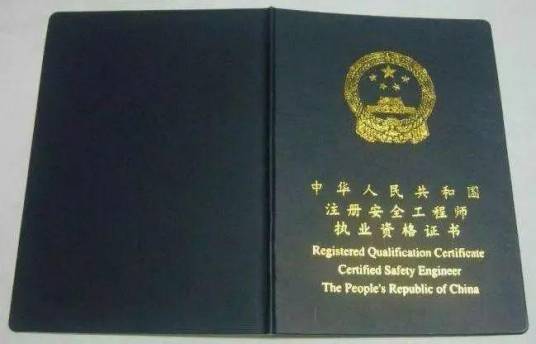 中华人民共和国
注册安全工程师
执业资格证书
Registered Qualification Certificate
Certified Safety Engineer
The People's Republic of China